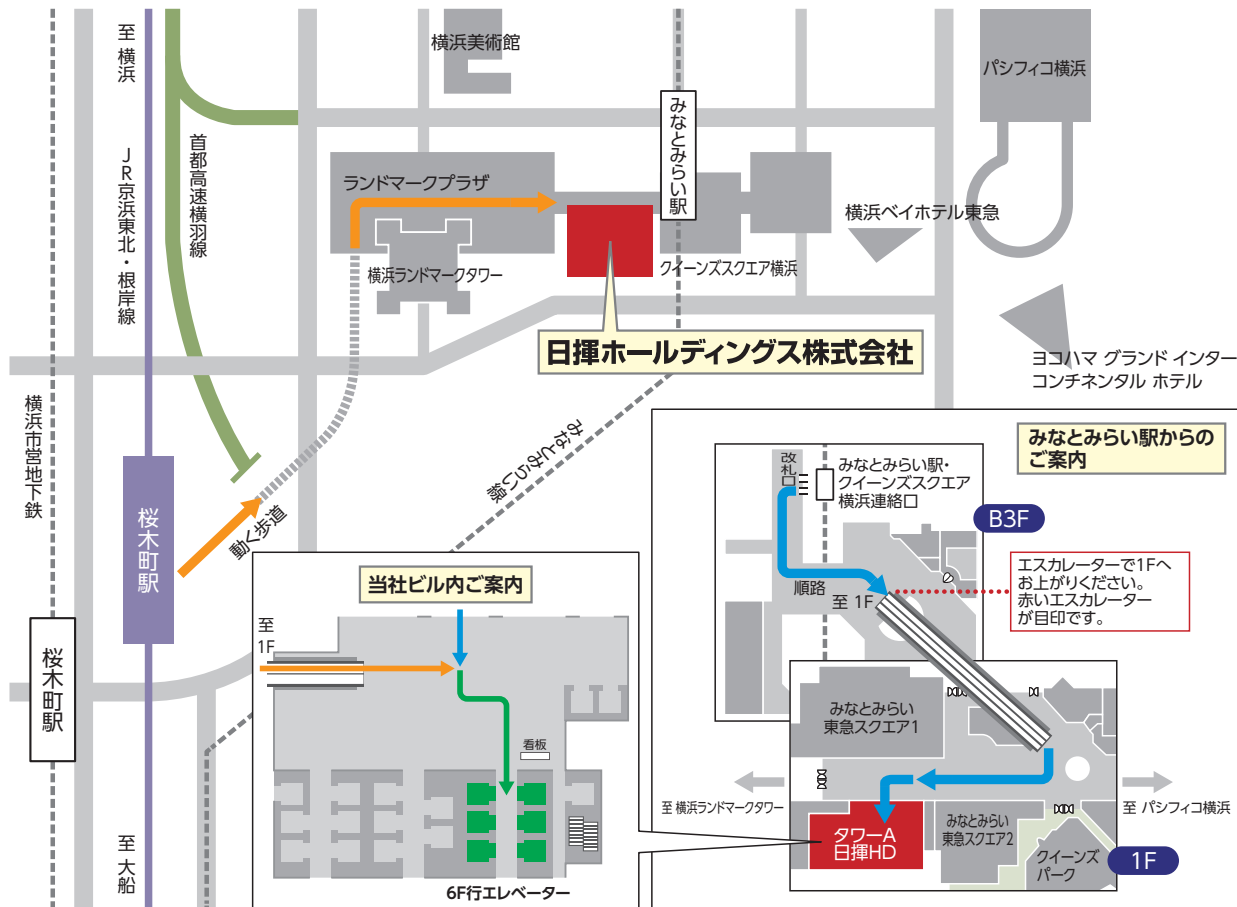 至 横浜
JR京浜東北・根岸線
首都高速横羽線
横浜美術館
みなとみらい駅
パシフィコ横浜
ランドマークプラザ
横浜ランドマークタワー
クイーンズスクエア横浜
横浜ベイホテル東急
日揮ホールディングス株式会社
ヨコハマ グランド インター
コンチネンタル ホテル
横浜市営地下鉄
桜木町駅
動く歩道
みなとみらい線
桜木町駅
至 大船
当社ビル内ご案内
至
1F
看板
6F行エレベーター
みなとみらい駅からの
ご案内
改札口
みなとみらい駅・
クイーンズスクエア
横浜連絡口
B3F
順路
至 1F
エスカレーターで1Fへ
お上がりください。
赤いエスカレーター
が目印です。
みなとみらい
東急スクエア1
至 横浜ランドマークタワー
至 パシフィコ横浜
タワーA
日揮HD
みなとみらい
東急スクエア2
クイーンズ
パーク
1F